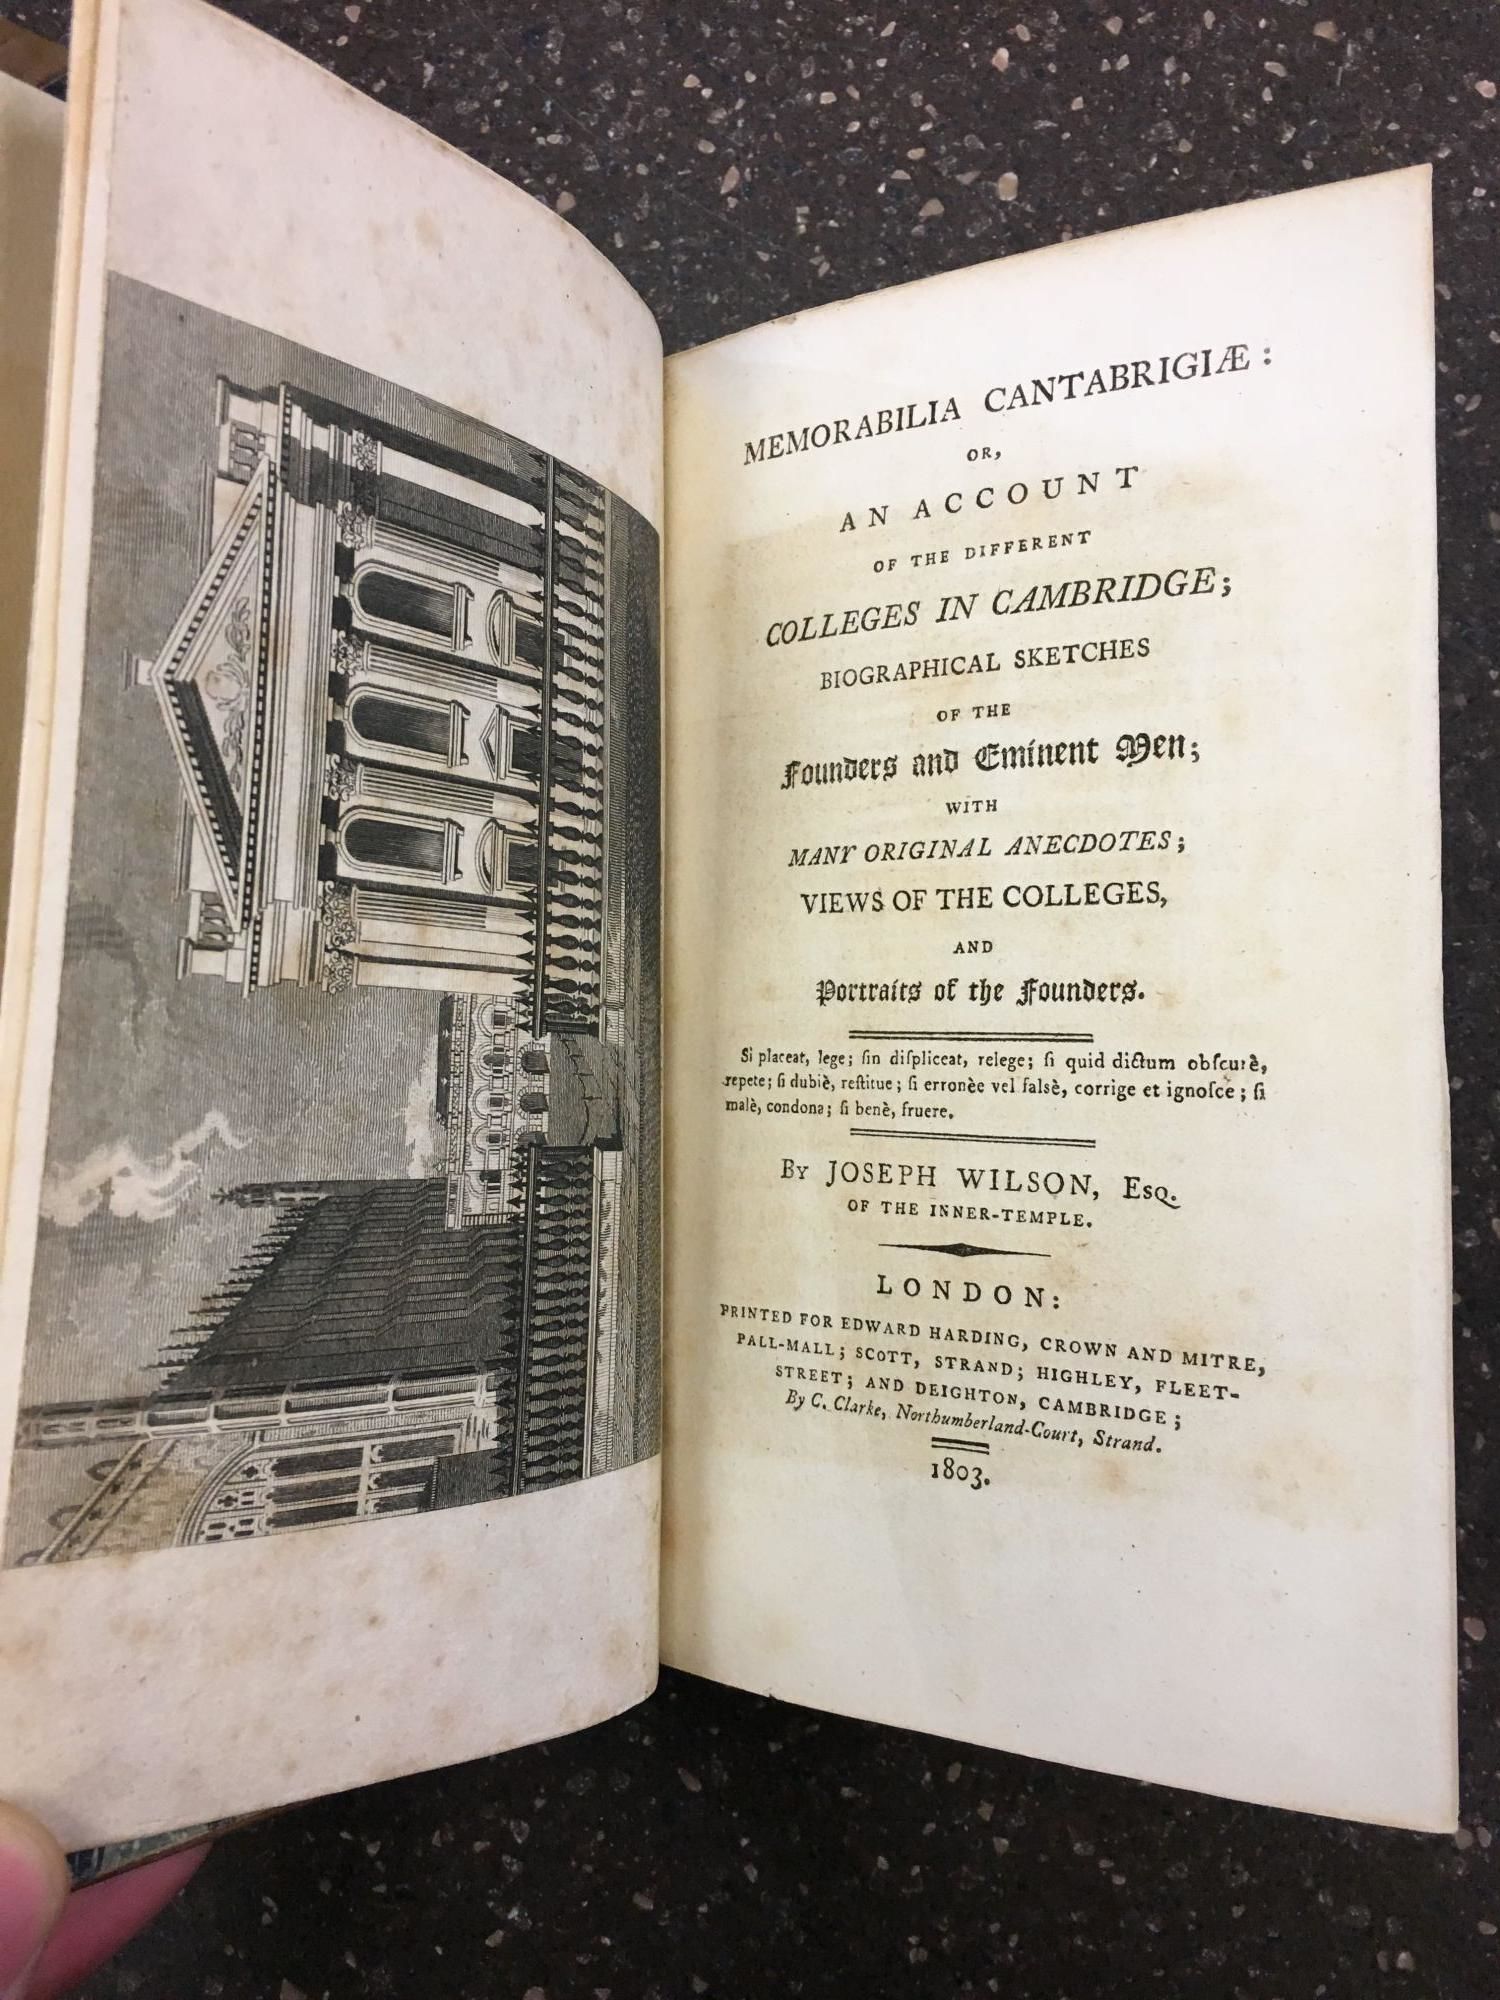 MEMORABILIA CANTABRIGIÆ:
OR,
AN ACCOUNT
OF THE DIFFERENT
COLLEGES IN CAMBRIDGE;
BIOGRAPHICAL SKETCHES
OF THE
Founders and Eminent Men;
WITH
MANY ORIGINAL ANECDOTES;
VIEWS OF THE COLLEGES,
AND
Portraits of the Founders.
Si placeat, lege; ſin diſpliceat, relege; ſi quid dictum obſcurè,
repete; ſi dubiè, reſtitue; ſi erronèe vel falsè, corrige et ignoſce; ſi
malè, condona; ſi benè, fruere.
By JOSEPH WILSON, Esq.
OF THE INNER-TEMPLE.
LONDON:
PRINTED FOR EDWARD HARDING, CROWN AND MITRE,
PALL-MALL; SCOTT, STRAND; HIGHLEY, FLEET-
STREET; AND DEIGHTON, CAMBRIDGE;
By C. Clarke, Northumberland-Court, Strand.
1803.